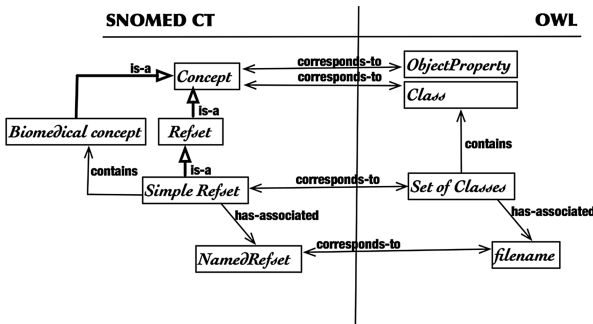 SNOMED CT OWL
is-a
Concept
corresponds-to
ObjectProperty
corresponds-to
Class
is-a
Biomedical concept
Refset
contains
contains
is-a
Simple Refset
corresponds-to
Set of Classes
has-associated
has-associated
NamedRefset
corresponds-to
filename